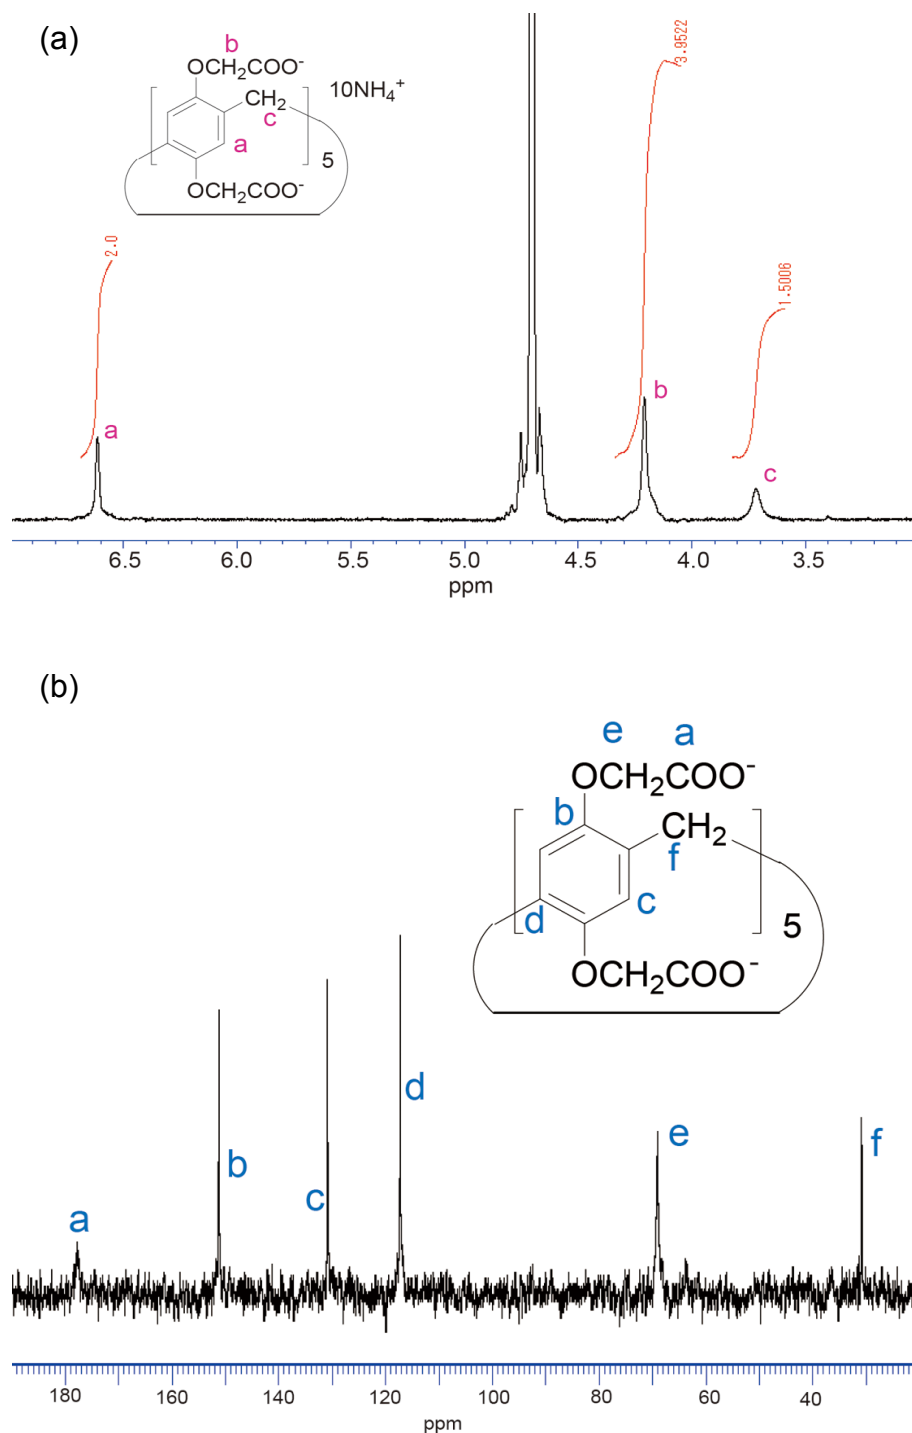 (a)
b
OCH₂COO⁻
10NH₄⁺
CH₂
c
a
5
OCH₂COO⁻
3.9522
2.0
1.5006
a
b
c
6.5 6.0 5.5 5.0 4.5 4.0 3.5
ppm
(b)
e a
OCH₂COO⁻
b
CH₂
f
c
d
5
OCH₂COO⁻
d
b
c
a
e
f
180 160 140 120 100 80 60 40
ppm